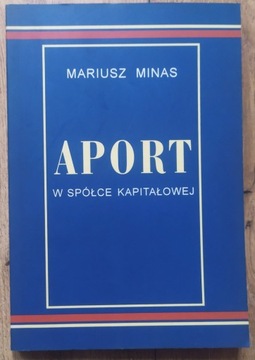 MARIUSZ MINAS
APORT
W SPÓŁCE KAPITAŁOWEJ